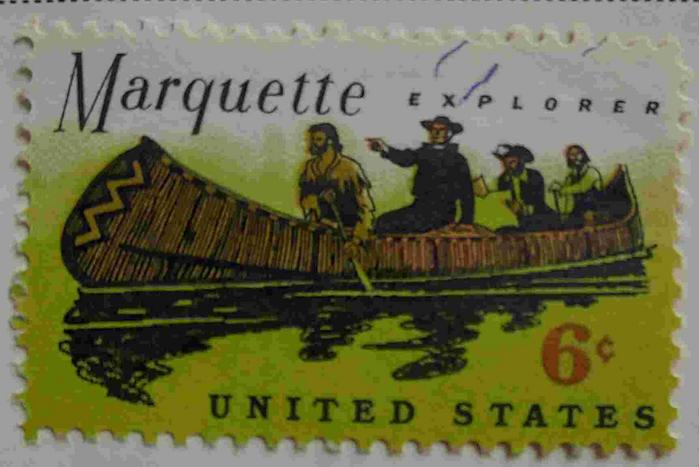 Marquette EXPLORER
6¢
UNITED STATES